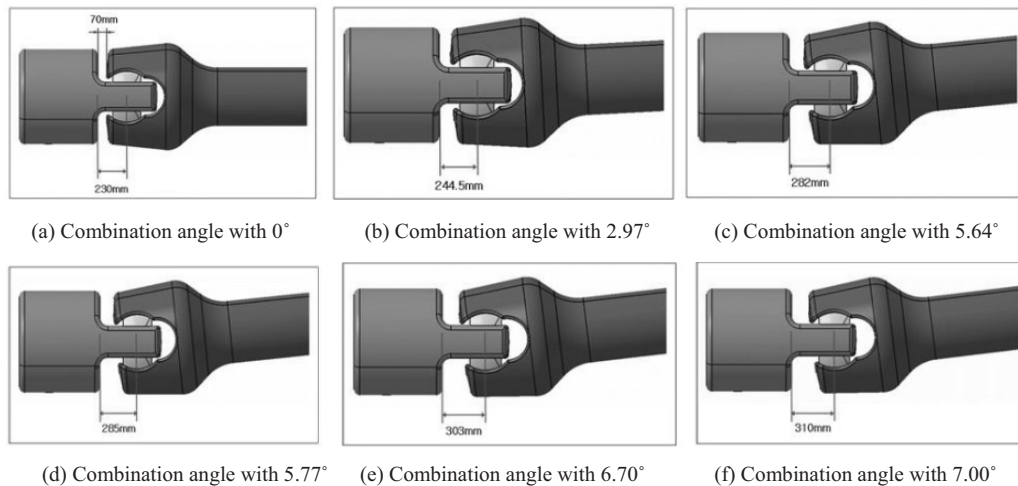 70mm
230mm
244.5mm
282mm
(a) Combination angle with 0˚
(b) Combination angle with 2.97˚
(c) Combination angle with 5.64˚
285mm
303mm
310mm
(d) Combination angle with 5.77˚
(e) Combination angle with 6.70˚
(f) Combination angle with 7.00˚